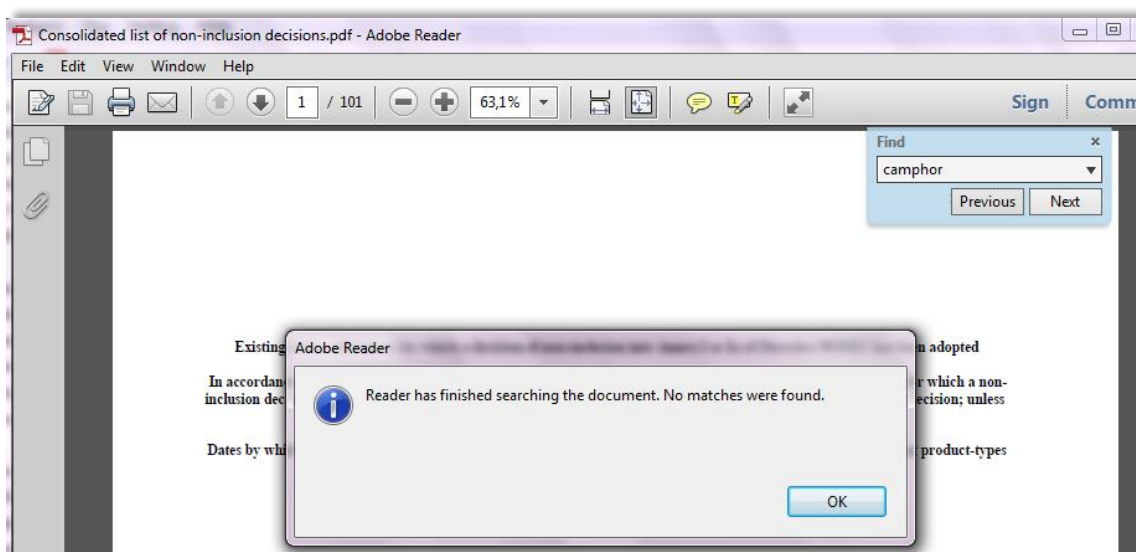 Consolidated list of non-inclusion decisions.pdf - Adobe Reader
File Edit View Window Help
1 / 101 63,1% Sign Comm
Find
camphor
Previous Next
Existing
n adopted
Adobe Reader
In accordan
r which a non-
inclusion dec
ecision; unless
Reader has finished searching the document. No matches were found.
Dates by whi
product-types
OK